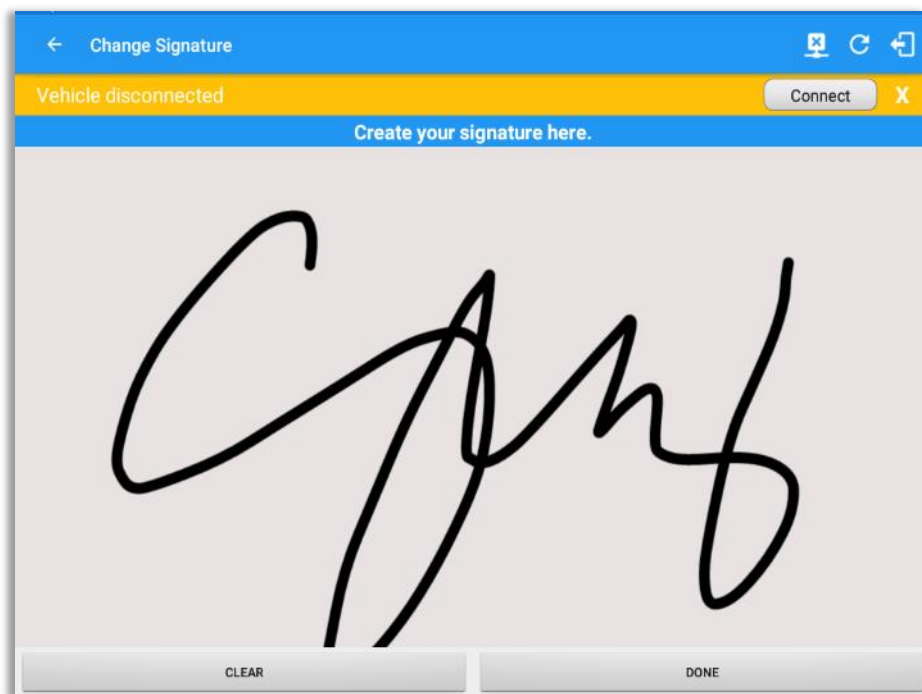 Change Signature
Vehicle disconnected
Connect
X
Create your signature here.
CLEAR
DONE